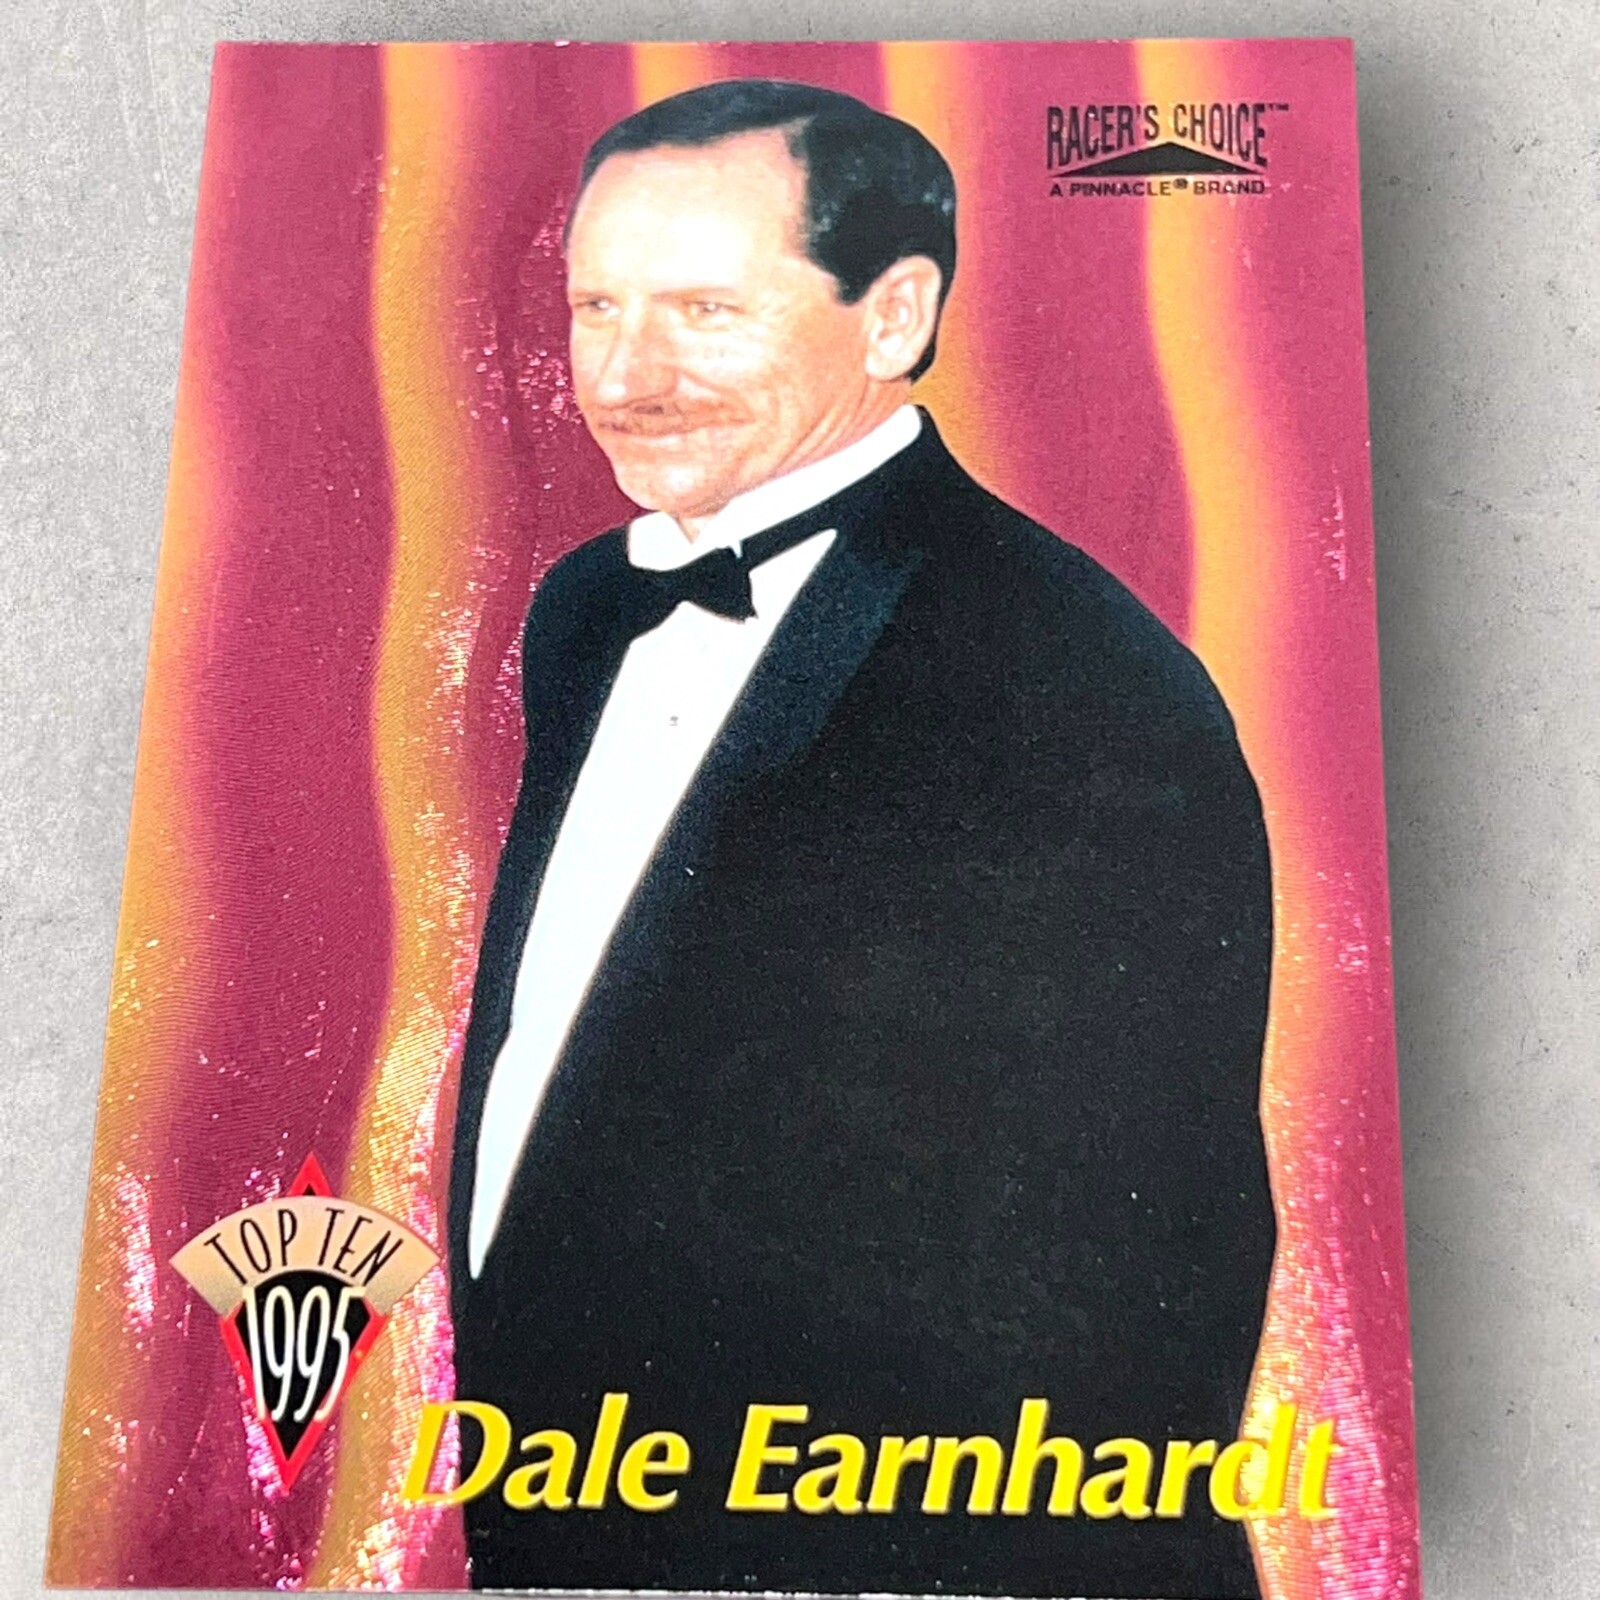 RACER'S CHOICE™
A PINNACLE® BRAND
TOP TEN
1995
Dale Earnhardt